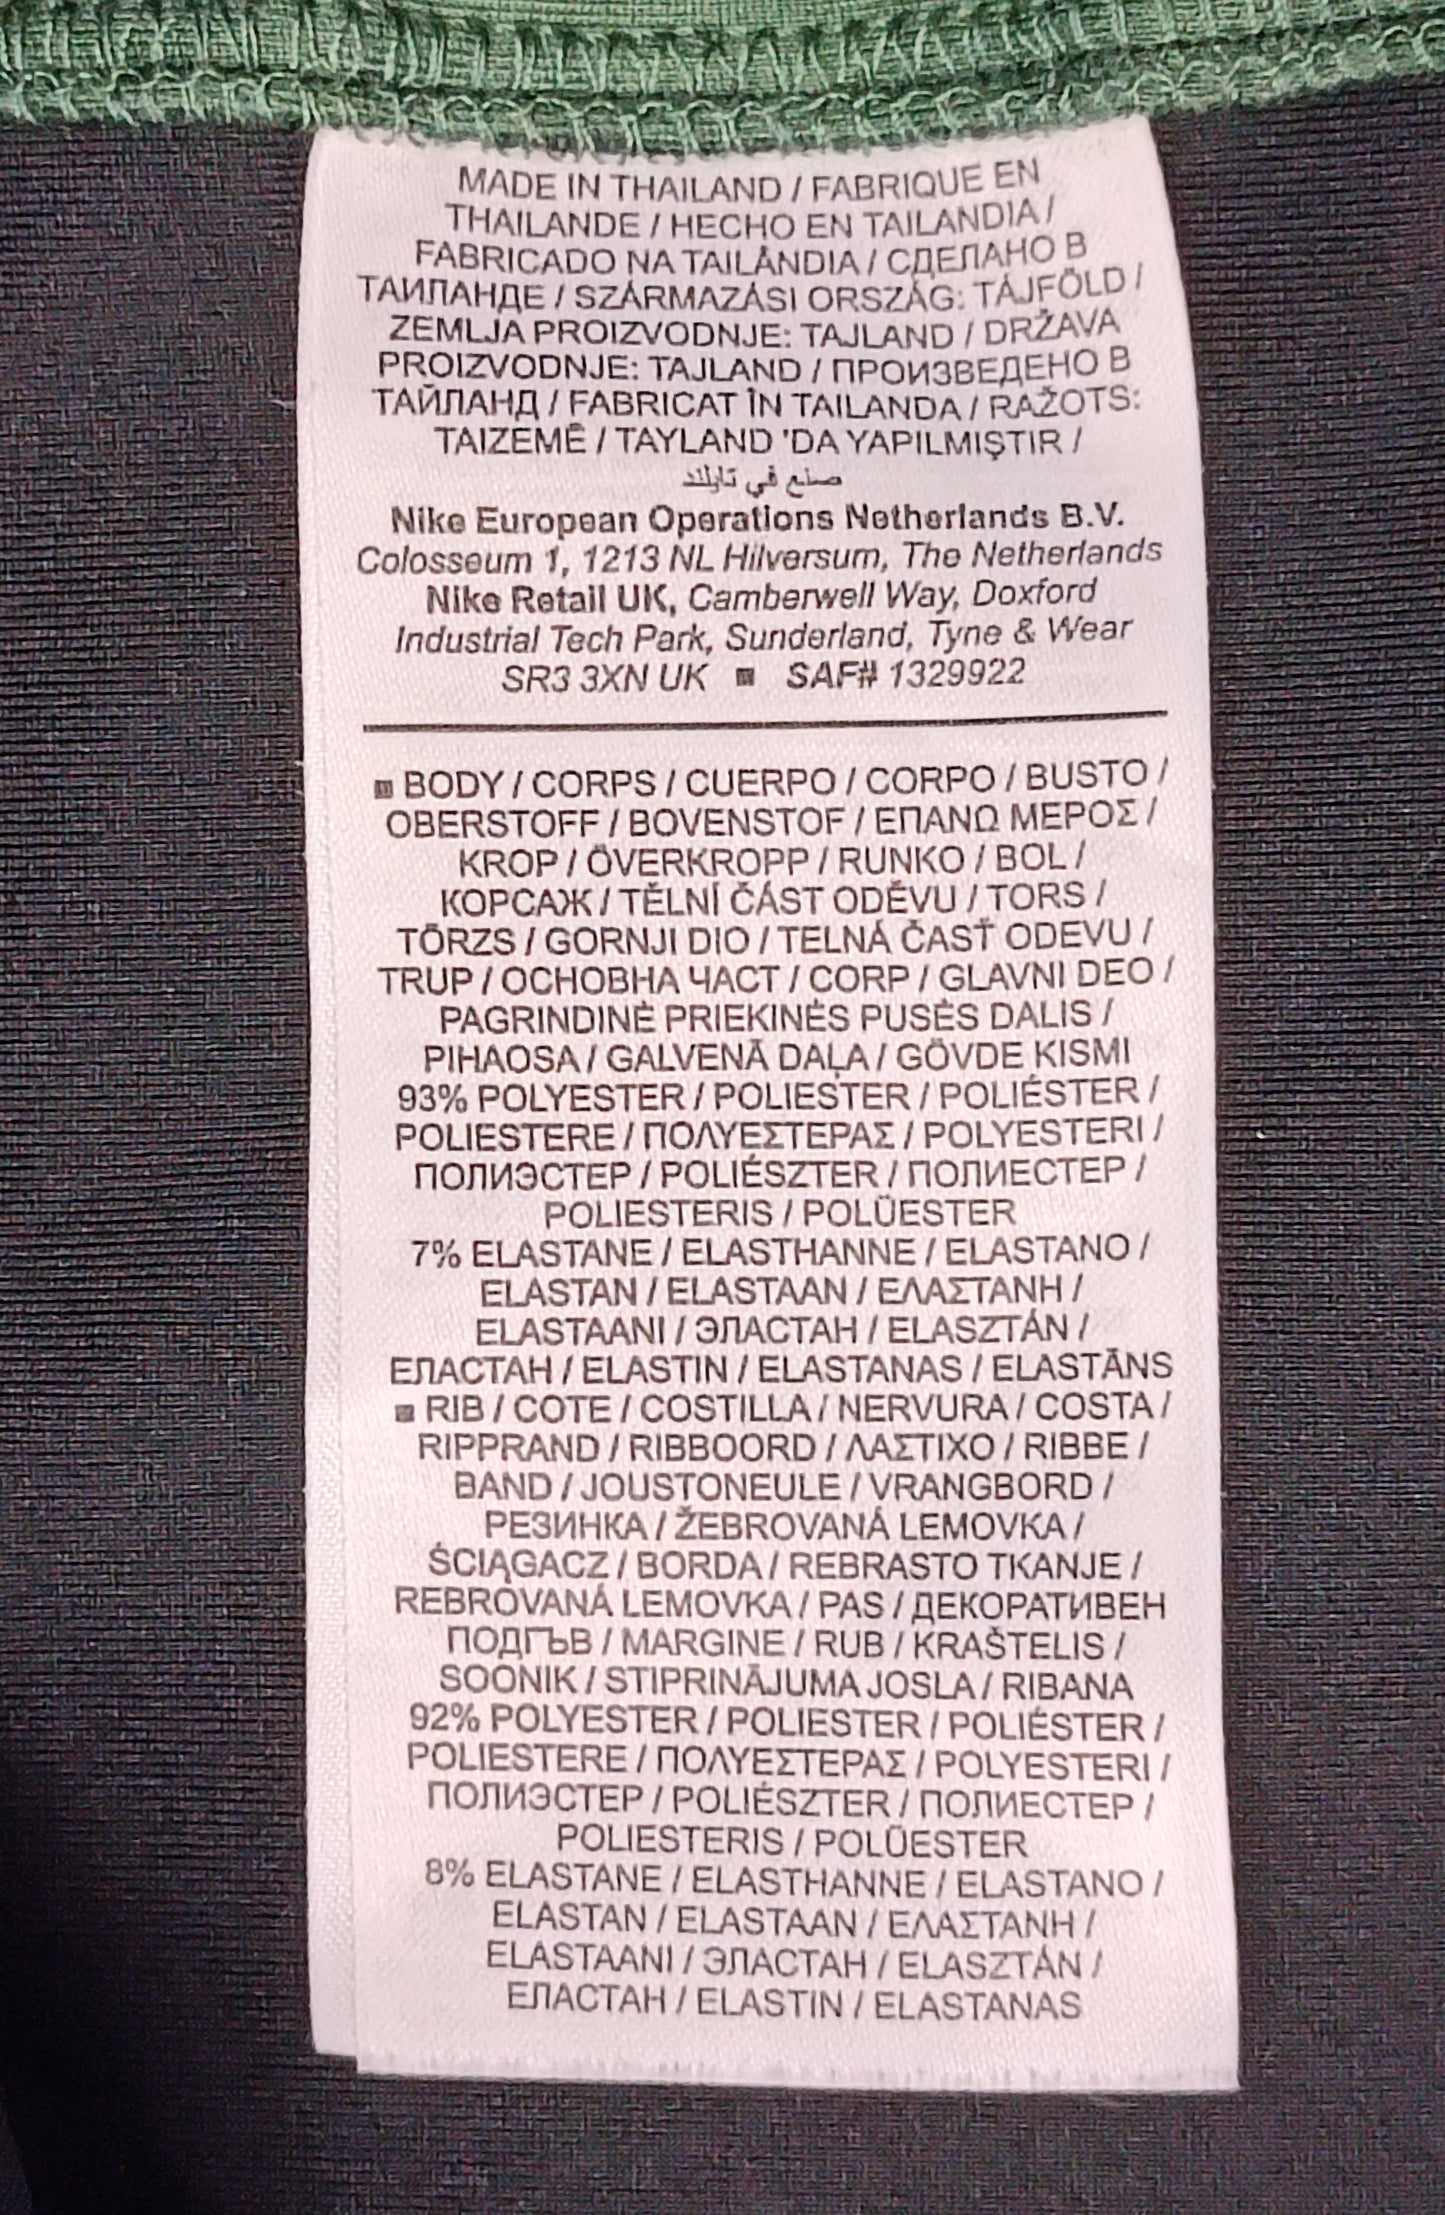 MADE IN THAILAND / FABRIQUE EN
THAILANDE / HECHO EN TAILANDIA /
FABRICADO NA TAILÂNDIA / СДЕЛАНО В
ТАИЛАНДЕ / SZÁRMAZÁSI ORSZÁG: TÁJFÖLD /
ZEMLJA PROIZVODNJE: TAJLAND / DRŽAVA
PROIZVODNJE: TAJLAND / ПРОИЗВЕДЕНО В
ТАЙЛАНД / FABRICAT ÎN TAILANDA / RAŽOTS:
TAIZEMĒ / TAYLAND 'DA YAPILMIŞTIR /
صنع في تايلند
Nike European Operations Netherlands B.V.
Colosseum 1, 1213 NL Hilversum, The Netherlands
Nike Retail UK, Camberwell Way, Doxford
Industrial Tech Park, Sunderland, Tyne & Wear
SR3 3XN UK ■ SAF# 1329922
■ BODY / CORPS / CUERPO / CORPO / BUSTO /
OBERSTOFF / BOVENSTOF / ΕΠΑΝΩ ΜΕΡΟΣ /
KROP / ÖVERKROPP / RUNKO / BOL /
КОРСАЖ / TĚLNÍ ČÁST ODĚVU / TORS /
TÖRZS / GORNJI DIO / TELNÁ ČASŤ ODEVU /
TRUP / ОСНОВНА ЧАСТ / CORP / GLAVNI DEO /
PAGRINDINĖ PRIEKINĖS PUSĖS DALIS /
PIHAOSA / GALVENĀ DAĻA / GÖVDE KISMI
93% POLYESTER / POLIESTER / POLIÉSTER /
POLIESTERE / ΠΟΛΥΕΣΤΕΡΑΣ / POLYESTERI /
ПОЛИЭСТЕР / POLIÉSZTER / ПОЛИЕСТЕР /
POLIESTERIS / POLÜESTER
7% ELASTANE / ELASTHANNE / ELASTANO /
ELASTAN / ELASTAAN / ΕΛΑΣΤΑΝΗ /
ELASTAANI / ЭЛАСТАН / ELASZTÁN /
ЕЛАСТАН / ELASTIN / ELASTANAS / ELASTĀNS
■ RIB / COTE / COSTILLA / NERVURA / COSTA /
RIPPRAND / RIBBOORD / ΛΑΣΤΙΧΟ / RIBBE /
BAND / JOUSTONEULE / VRANGBORD /
РЕЗИНКА / ŽEBROVANÁ LEMOVKA /
ŚCIĄGACZ / BORDA / REBRASTO TKANJE /
REBROVANÁ LEMOVKA / PAS / ДЕКОРАТИВЕН
ПОДГЪВ / MARGINE / RUB / KRAŠTELIS /
SOONIK / STIPRINĀJUMA JOSLA / RIBANA
92% POLYESTER / POLIESTER / POLIÉSTER /
POLIESTERE / ΠΟΛΥΕΣΤΕΡΑΣ / POLYESTERI /
ПОЛИЭСТЕР / POLIÉSZTER / ПОЛИЕСТЕР /
POLIESTERIS / POLÜESTER
8% ELASTANE / ELASTHANNE / ELASTANO /
ELASTAN / ELASTAAN / ΕΛΑΣΤΑΝΗ /
ELASTAANI / ЭЛАСТАН / ELASZTÁN /
ЕЛАСТАН / ELASTIN / ELASTANAS